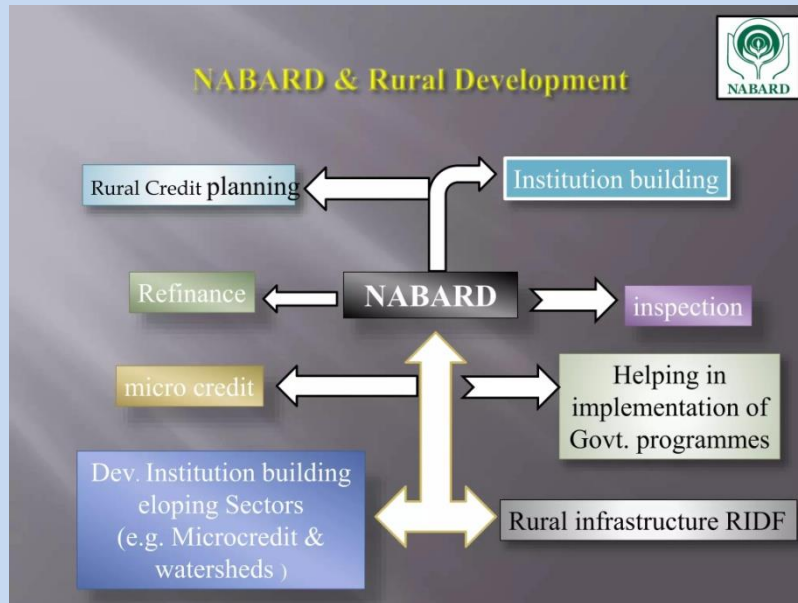 NABARD & Rural Development
NABARD
Rural Credit planning
Institution building
Refinance
NABARD
inspection
micro credit
Helping in
implementation of
Govt. programmes
Dev. Institution building
eloping Sectors
(e.g. Microcredit &
watersheds )
Rural infrastructure RIDF